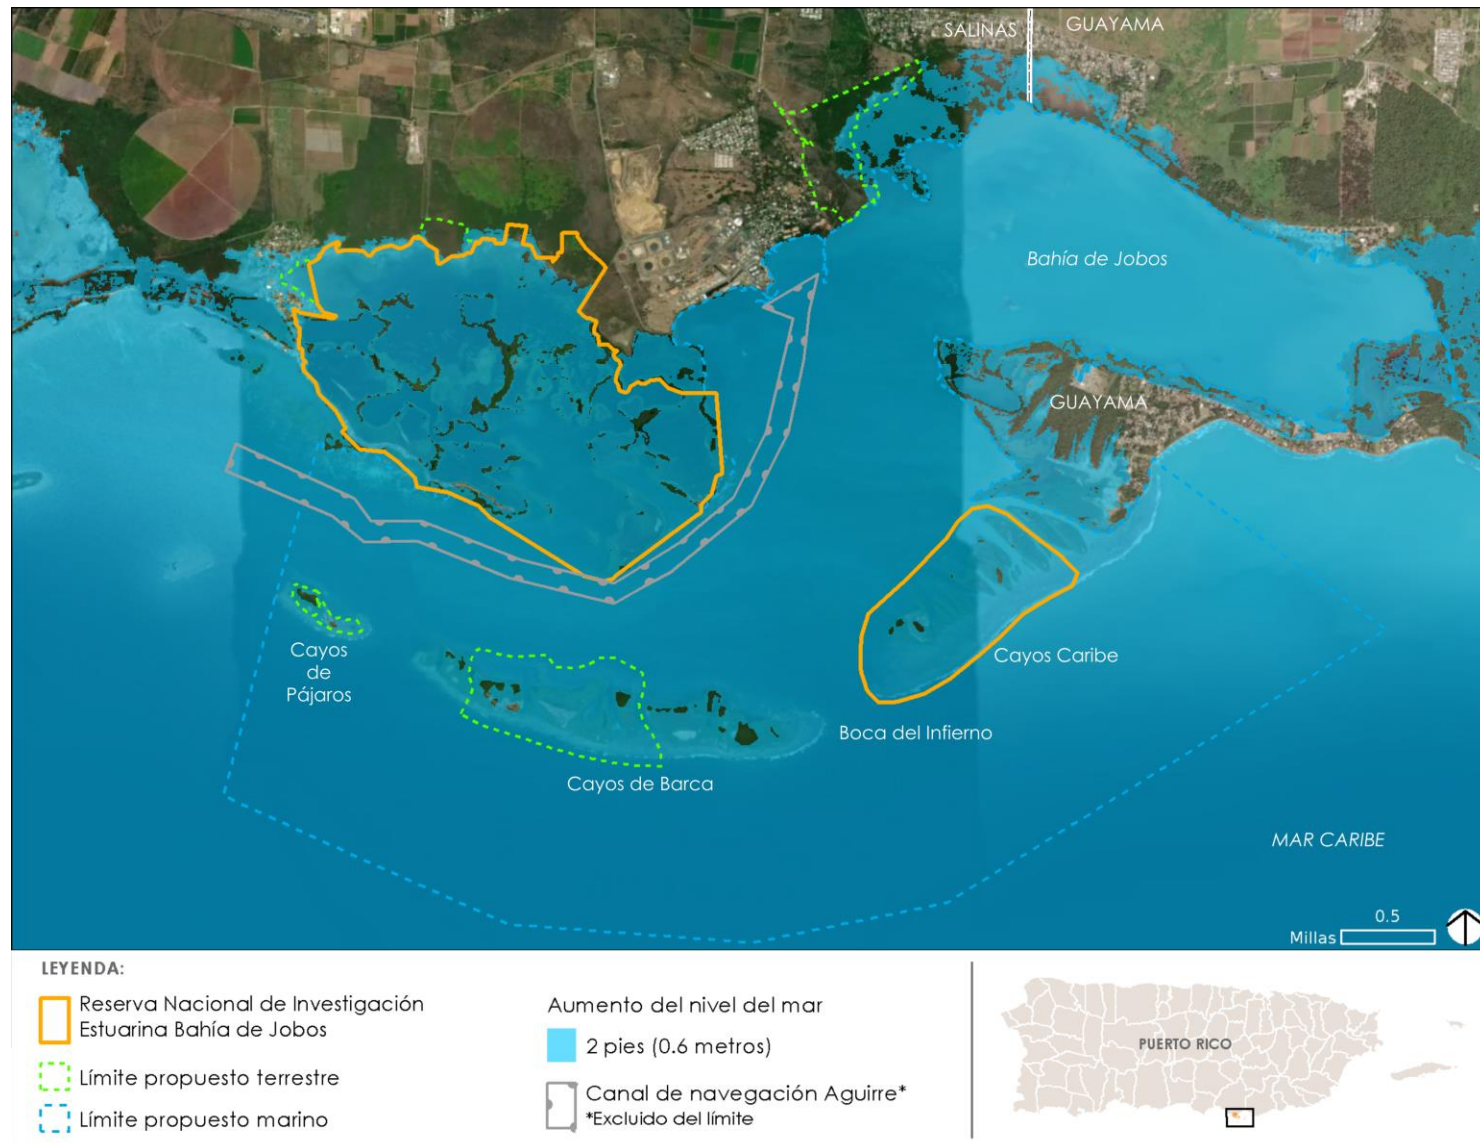 SALINAS
GUAYAMA
Bahía de Jobos
GUAYAMA
Cayos
de
Pájaros
Cayos Caribe
Boca del Infierno
Cayos de Barca
MAR CARIBE
0.5
Millas
LEYENDA:
Reserva Nacional de Investigación
Estuarina Bahía de Jobos
Límite propuesto terrestre
Límite propuesto marino
Aumento del nivel del mar
2 pies (0.6 metros)
Canal de navegación Aguirre*
*Excluido del límite
PUERTO RICO